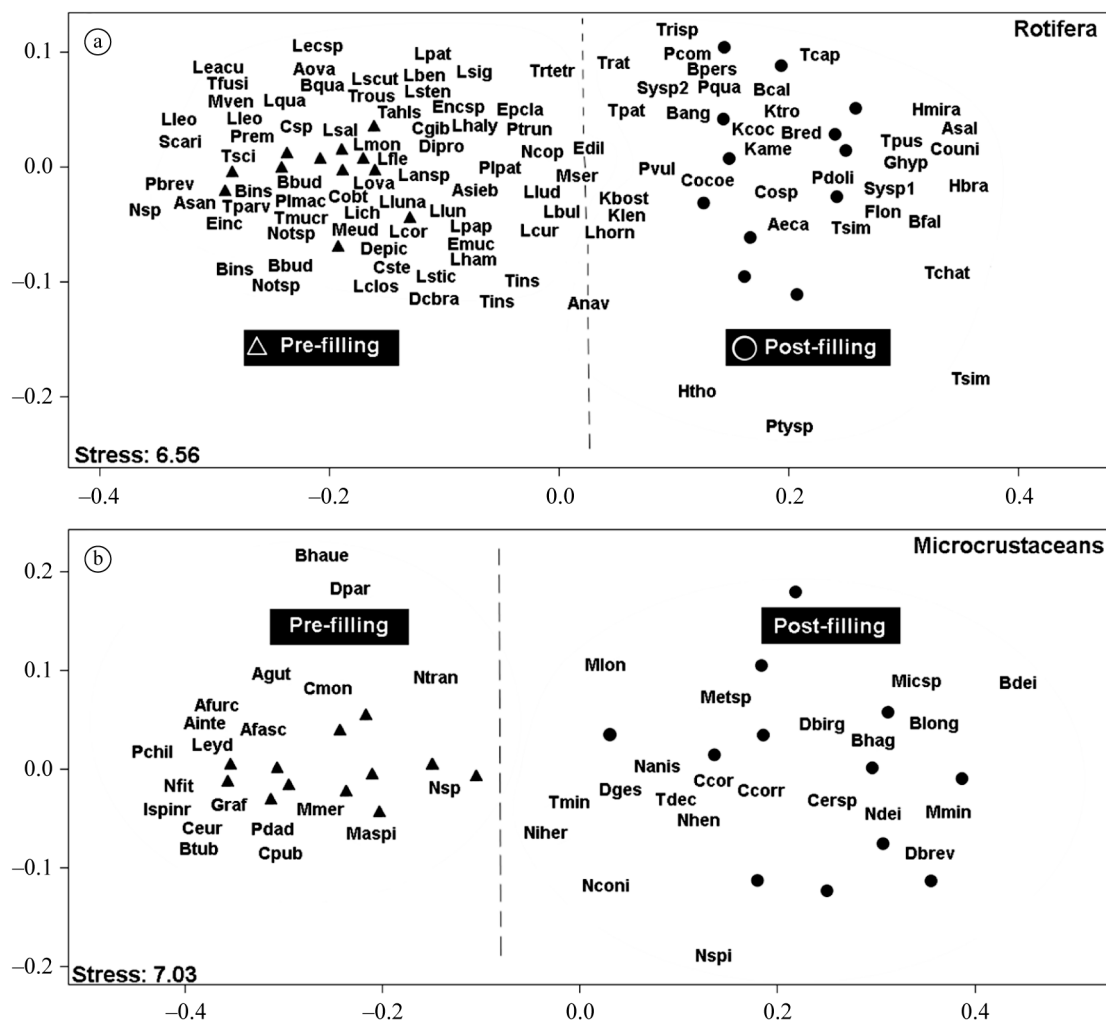 ⓐ Rotifera
0.1
0.0
−0.1
−0.2
Trisp
Lecsp Pcom Tcap
Lpat
Leacu Aova Lscut Lben Lsig Trtetr Trat Bpers
Tfusi Bqua Trous Lsten Sysp2 Pqua Bcal
Mven Lqua Tahls Encsp Epcla Tpat Bang Ktro Hmira
Lleo Lleo Csp Lsal Cgib Lhaly Ptrun Kcoc Bred Asal
Scari Prem Lmon Dipro Ncop Edil Kame Tpus Couni
Tsci Lfle Plpat Mser Pvul Ghyp
Pbrev Bins Bbud Lova Lansp Asieb Llud Cocoe Pdoli Sysp1 Hbra
Nsp Asan Tparv Plmac Cobt Lluna Kbost Cosp Flon
Einc Tmucr Lich Llun Lbul Klen Aeca Tsim Bfal
Notsp Meud Lcor Lpap Lcur Lhorn
Depic Emuc
Bins Bbud Cste Lham Tchat
Notsp Lclos Lstic Tins
Dcbra Tins Anav
△ Pre-filling ◯ Post-filling
Htho Tsim
Ptysp
Stress: 6.56
−0.4 −0.2 0.0 0.2 0.4
ⓑ Microcrustaceans
0.2
0.1
0.0
−0.1
−0.2
Bhaue
Dpar
Pre-filling Post-filling
Agut Ntran Mlon
Cmon Metsp Micsp Bdei
Afurc
Ainte Afasc Dbirg Blong
Pchil Leyd Bhag
Nfit Nsp Nanis Ccor
Ispinr Graf Mmer Tmin Dges Tdec Ccorr Cersp Ndei Mmin
Ceur Pdad Maspi Niher Nhen
Btub Cpub Dbrev
Nconi
Nspi
Stress: 7.03
−0.4 −0.2 0.0 0.2 0.4